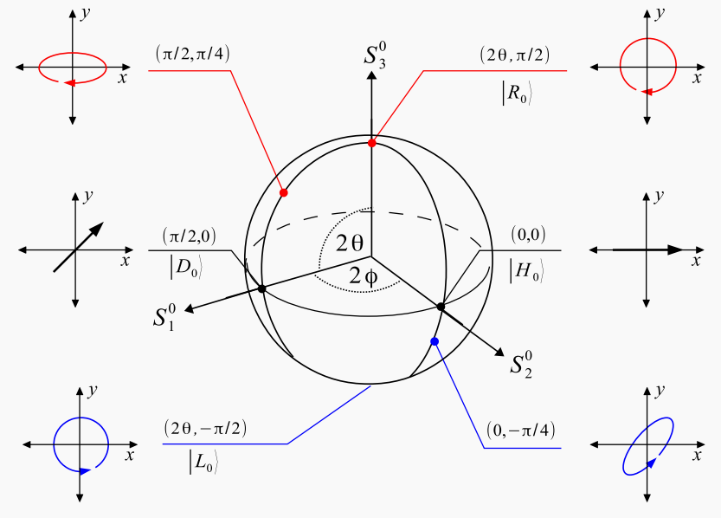 y
x
(π/2,π/4)
S₃⁰
(2θ,π/2)
|R₀⟩
y
x
y
x
(π/2,0)
|D₀⟩
2θ
2ϕ
(0,0)
|H₀⟩
y
x
S₁⁰
S₂⁰
y
x
(2θ,−π/2)
|L₀⟩
(0,−π/4)
y
x